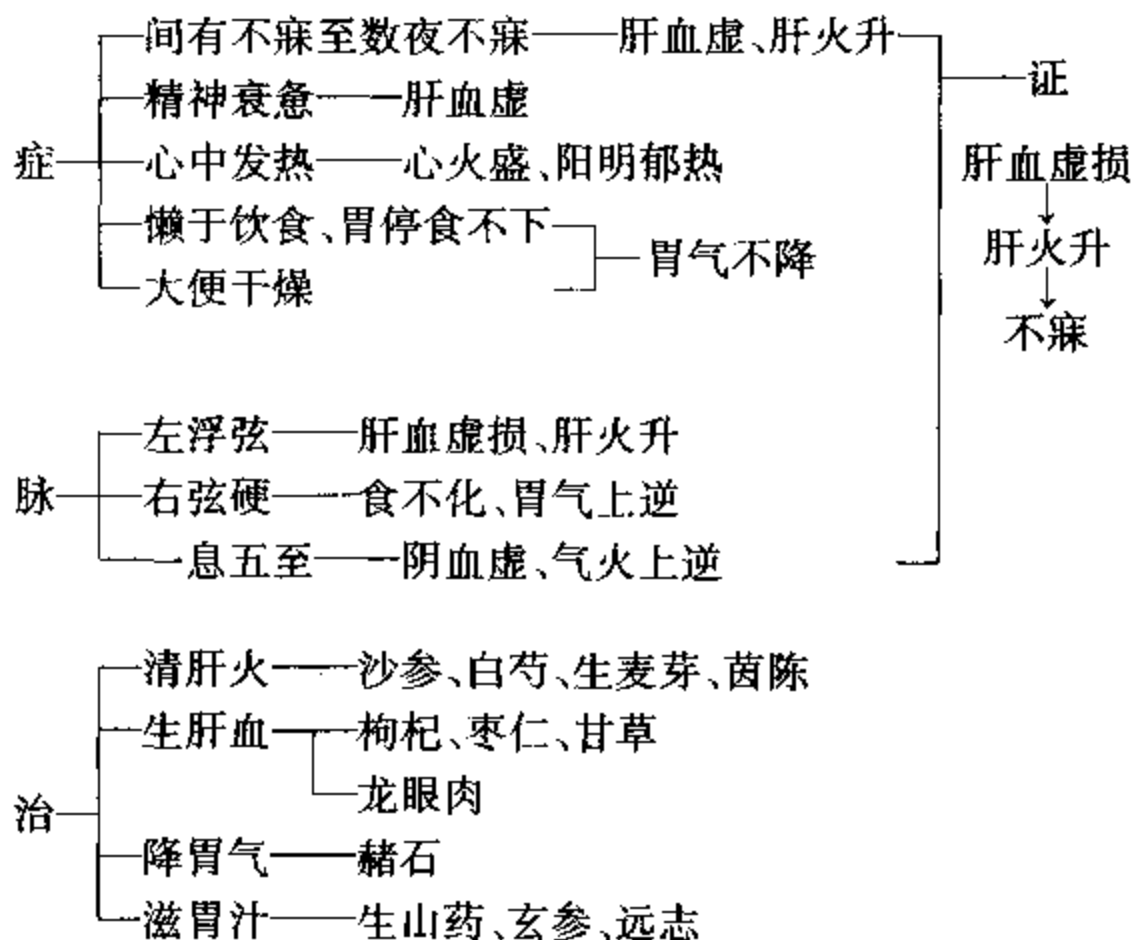 间有不寐至数夜不寐——肝血虚、肝火升
证
精神衰惫——肝血虚
症
心中发热——心火盛、阳明郁热
肝血虚损
懒于饮食、胃停食不下
肝火升
胃气不降
大便干燥
不寐
左浮弦——肝血虚损、肝火升
脉
右弦硬——食不化、胃气上逆
一息五至——阴血虚、气火上逆
清肝火——沙参、白芍、生麦芽、茵陈
生肝血——枸杞、枣仁、甘草
龙眼肉
治
降胃气——赭石
滋胃汁——生山药、玄参、远志